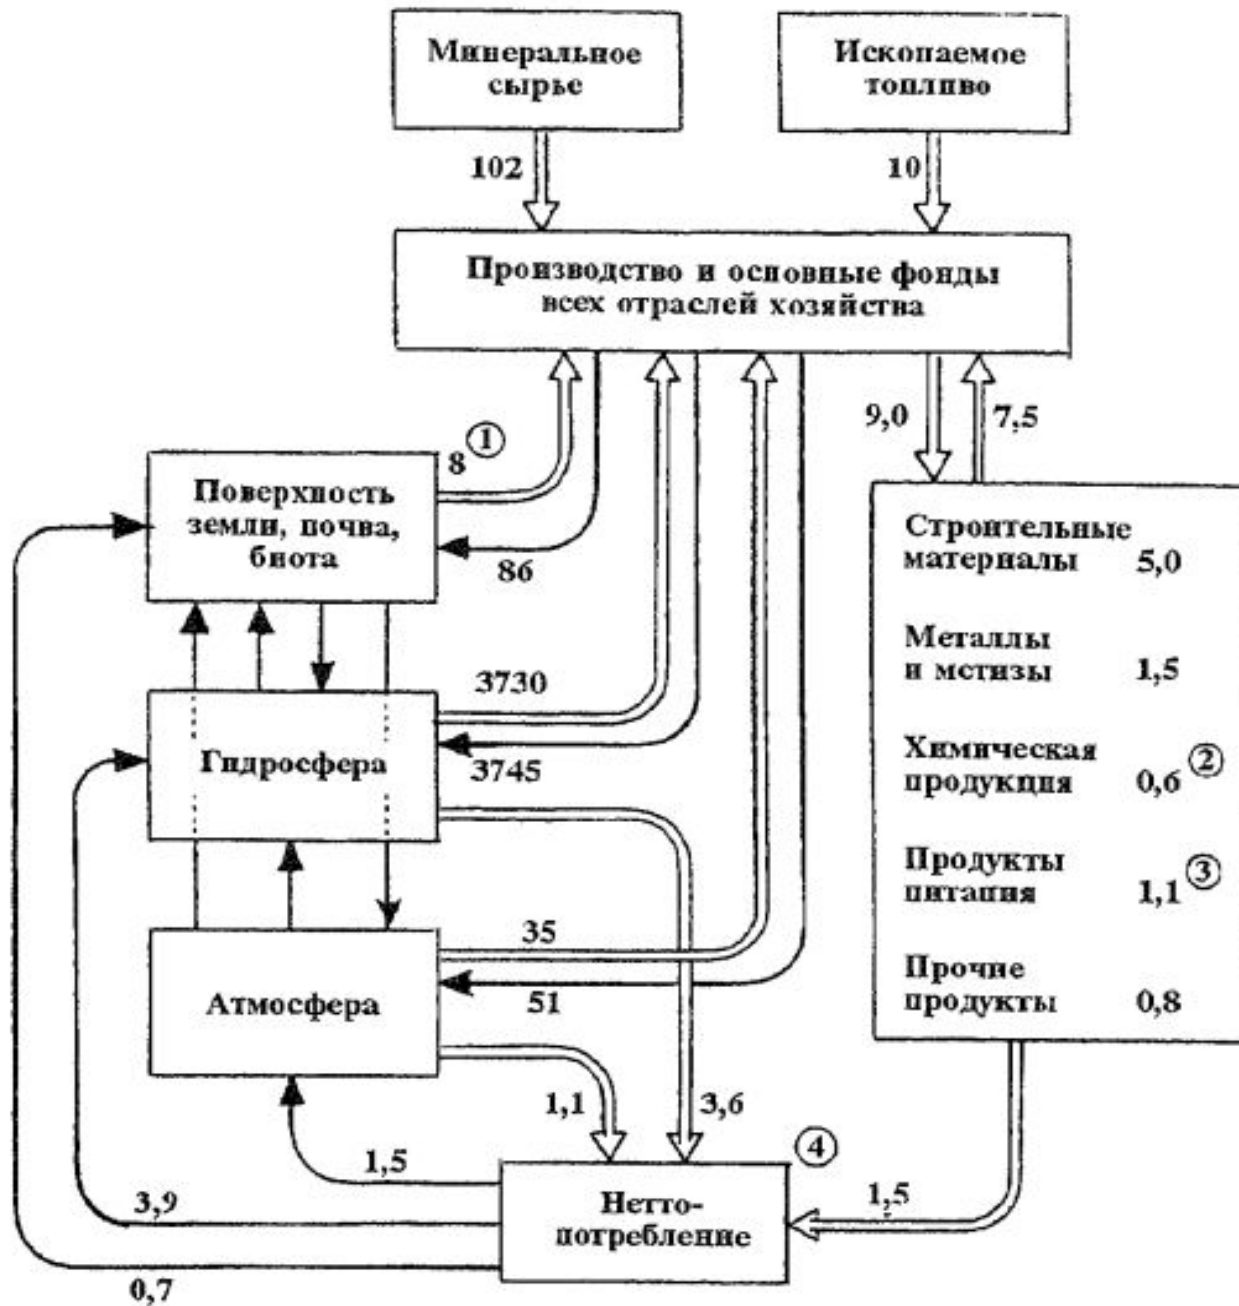 Минеральное
сырье
Ископаемое
топливо
102
10
Производство и основные фонды
всех отраслей хозяйства
9,0
7,5
8 ①
Поверхность
земли, почва,
биота
86
Строительные
материалы 5,0
Металлы
и метизы 1,5
3730
Гидросфера
3745
Химическая
продукция 0,6 ②
Продукты
питания 1,1 ③
35
Атмосфера
51
Прочие
продукты 0,8
1,1
3,6
④
1,5
Нетто-
потребление
1,5
3,9
0,7